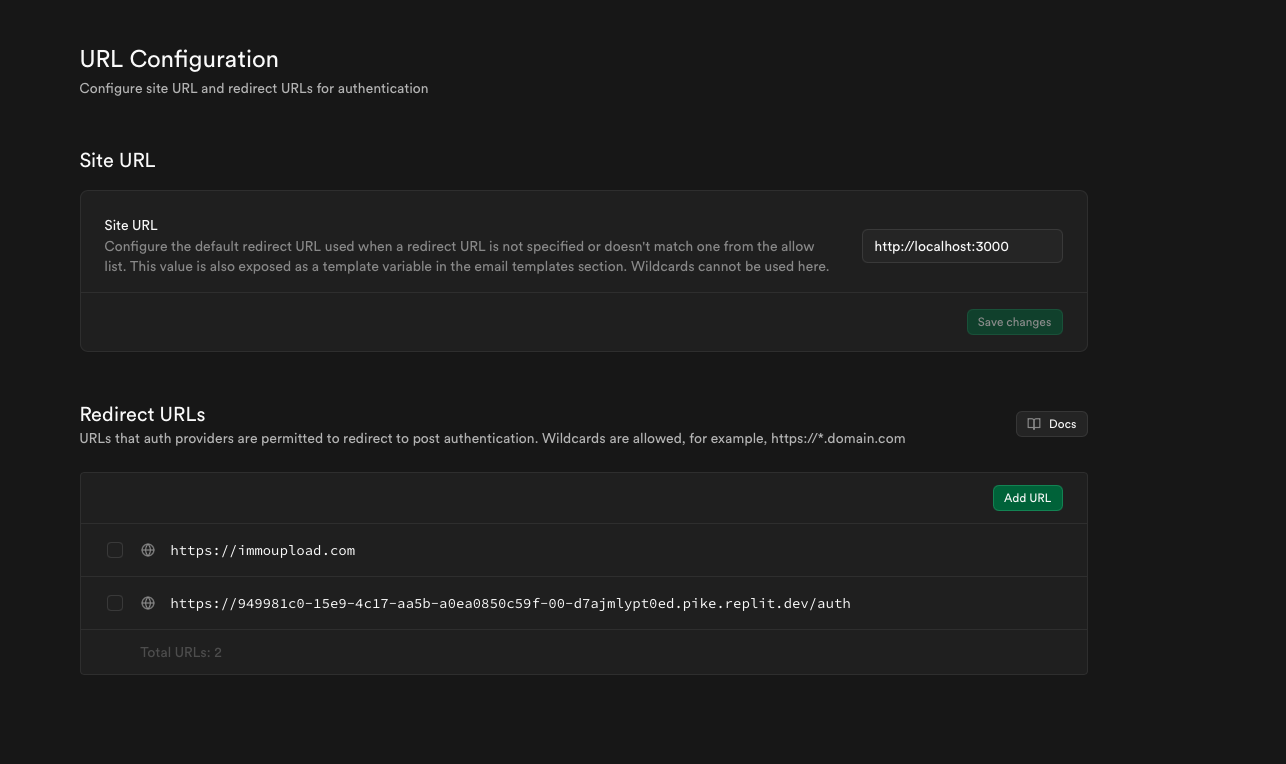 URL Configuration
Configure site URL and redirect URLs for authentication
Site URL
Site URL
Configure the default redirect URL used when a redirect URL is not specified or doesn't match one from the allow
list. This value is also exposed as a template variable in the email templates section. Wildcards cannot be used here.
http://localhost:3000
Save changes
Redirect URLs
URLs that auth providers are permitted to redirect to post authentication. Wildcards are allowed, for example, https://*.domain.com
Docs
Add URL
https://immoupload.com
https://949981c0-15e9-4c17-aa5b-a0ea0850c59f-00-d7ajmlypt0ed.pike.replit.dev/auth
Total URLs: 2